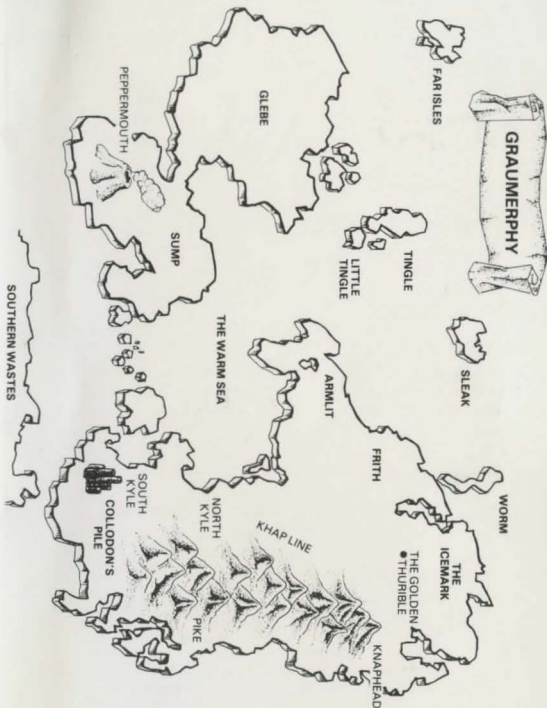 GRAUMERPHY
FAR ISLES
TINGLE
LITTLE
TINGLE
SLEAK
WORM
GLEBE
ARMLIT
FRITH
THE
ICEMARK
THE GOLDEN
THURIBLE
PEPPERMOUTH
SUMP
THE WARM SEA
NORTH
KYLE
KHAP LINE
KNAPHEAD
SOUTH
KYLE
PIKE
COLLODON'S
PILE
SOUTHERN WASTES